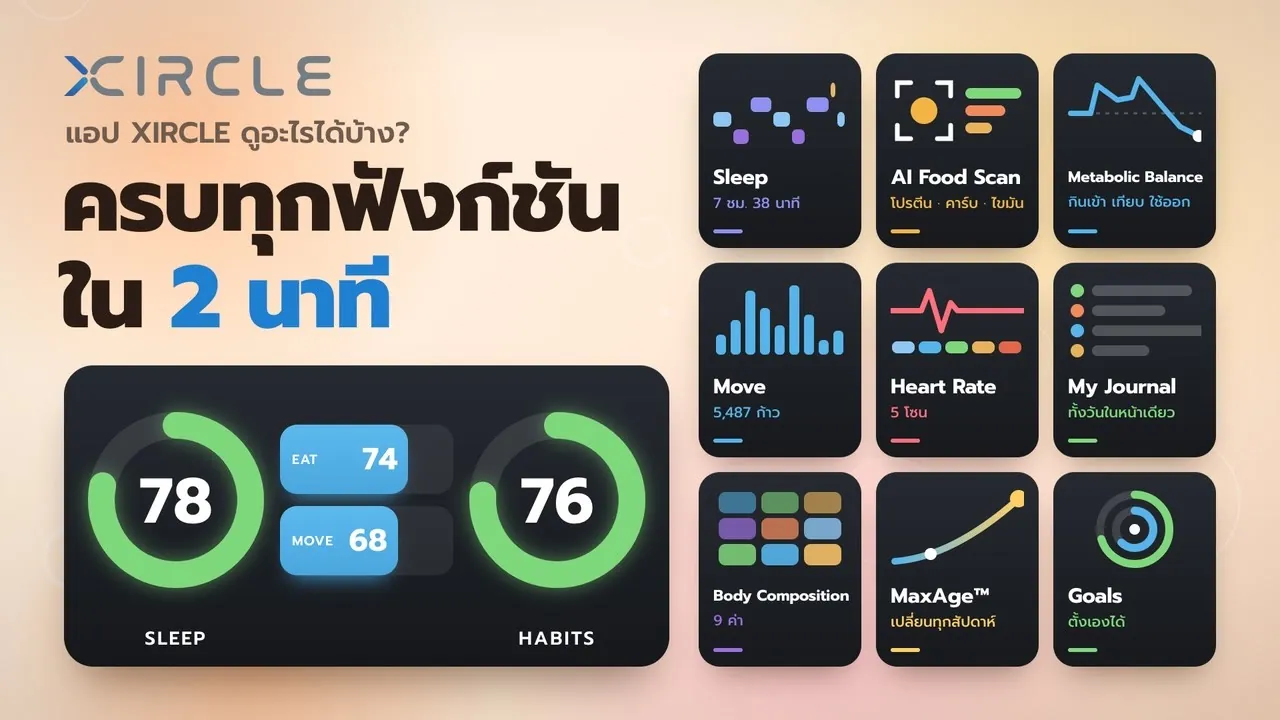 XIRCLE
แอป XIRCLE ดูอะไรได้บ้าง?
ครบทุกฟังก์ชัน
ใน 2 นาที
78
SLEEP
EAT 74
MOVE 68
76
HABITS
Sleep
7 ชม. 38 นาที
AI Food Scan
โปรตีน · คาร์บ · ไขมัน
Metabolic Balance
กินเข้า เทียบ ใช้ออก
Move
5,487 ก้าว
Heart Rate
5 โซน
My Journal
ทั้งวันในหน้าเดียว
Body Composition
9 ค่า
MaxAge™
เปลี่ยนทุกสัปดาห์
Goals
ตั้งเองได้